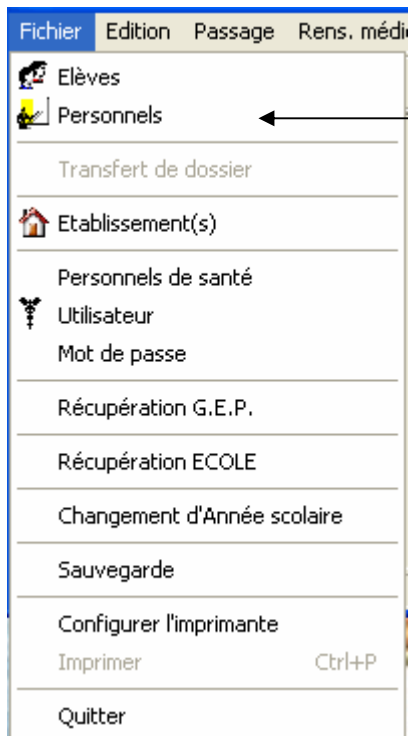 Fichier Edition Passage Rens. médi
Elèves
Personnels
Transfert de dossier
Etablissement(s)
Personnels de santé
Utilisateur
Mot de passe
Récupération G.E.P.
Récupération ECOLE
Changement d'Année scolaire
Sauvegarde
Configurer l'imprimante
Imprimer Ctrl+P
Quitter